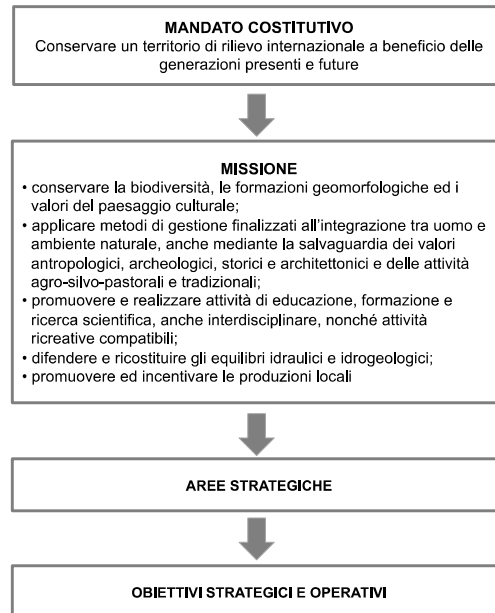 MANDATO COSTITUTIVO
Conservare un territorio di rilievo internazionale a beneficio delle
generazioni presenti e future
MISSIONE
• conservare la biodiversità, le formazioni geomorfologiche ed i
valori del paesaggio culturale;
• applicare metodi di gestione finalizzati all'integrazione tra uomo e
ambiente naturale, anche mediante la salvaguardia dei valori
antropologici, archeologici, storici e architettonici e delle attività
agro-silvo-pastorali e tradizionali;
• promuovere e realizzare attività di educazione, formazione e
ricerca scientifica, anche interdisciplinare, nonché attività
ricreative compatibili;
• difendere e ricostituire gli equilibri idraulici e idrogeologici;
• promuovere ed incentivare le produzioni locali
AREE STRATEGICHE
OBIETTIVI STRATEGICI E OPERATIVI